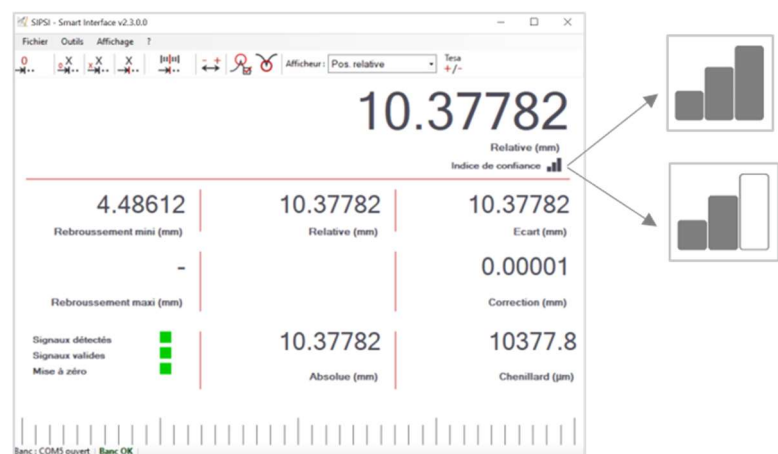 SIPSI - Smart Interface v2.3.0.0
Fichier Outils Affichage ?
0 X X X Afficheur : Pos. relative Tesa +/-
10.37782
Relative (mm)
Indice de confiance
4.48612 10.37782 10.37782
Rebroussement mini (mm) Relative (mm) Ecart (mm)
- 0.00001
Rebroussement maxi (mm) Correction (mm)
Signaux détectés
Signaux valides
Mise à zéro
10.37782 10377.8
Absolue (mm) Chenillard (µm)
Banc : COM5 ouvert Banc OK